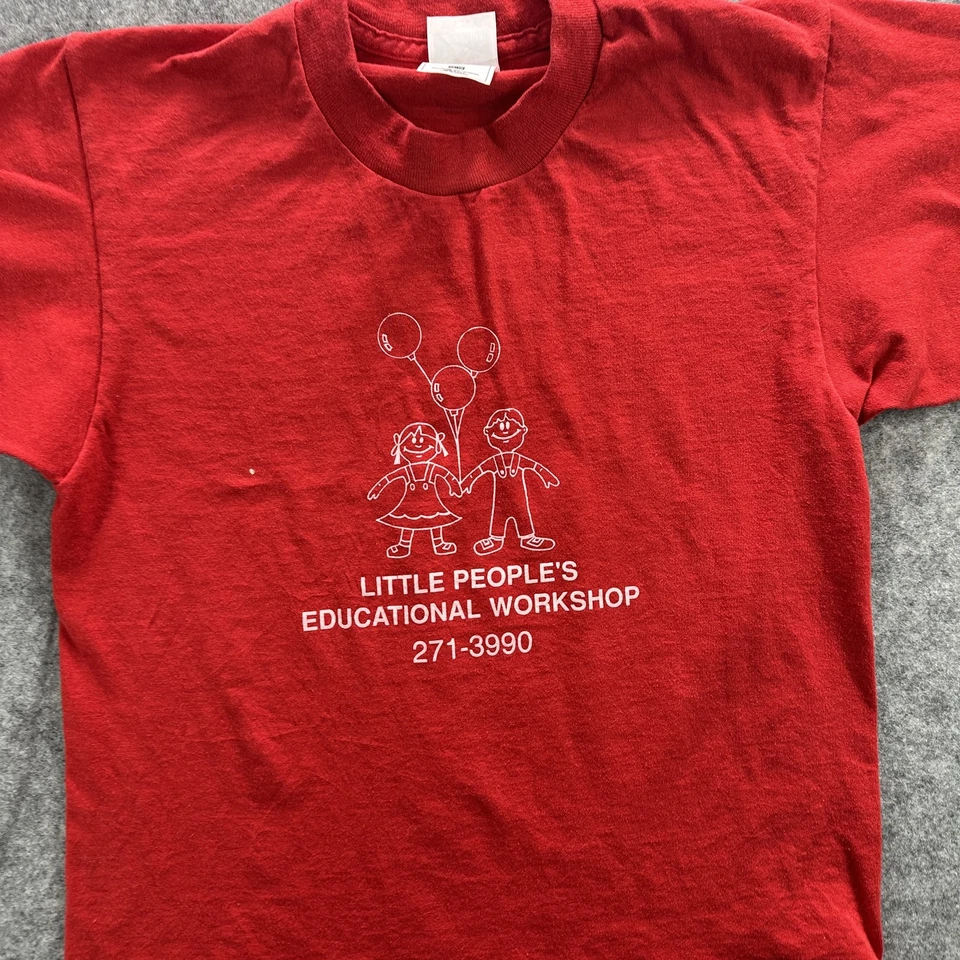 LITTLE PEOPLE'S
EDUCATIONAL WORKSHOP
271-3990